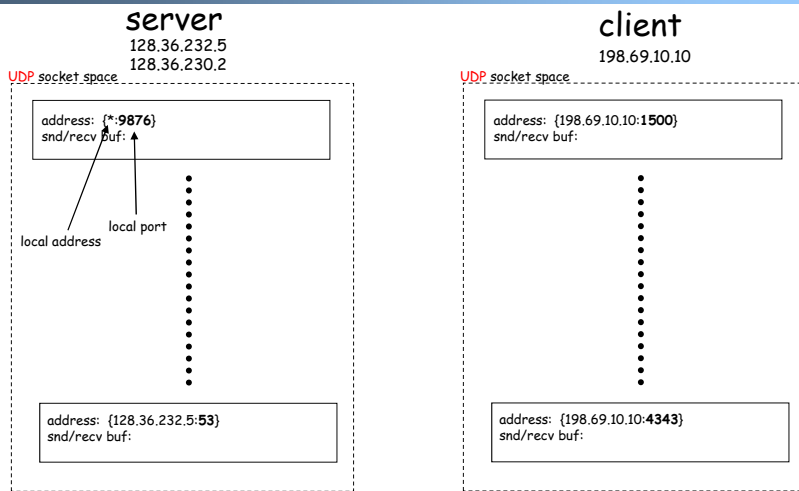 server
128.36.232.5
128.36.230.2
UDP socket space
address: {*:9876}
snd/recv buf:
local address
local port
address: {128.36.232.5:53}
snd/recv buf:
client
198.69.10.10
UDP socket space
address: {198.69.10.10:1500}
snd/recv buf:
address: {198.69.10.10:4343}
snd/recv buf: